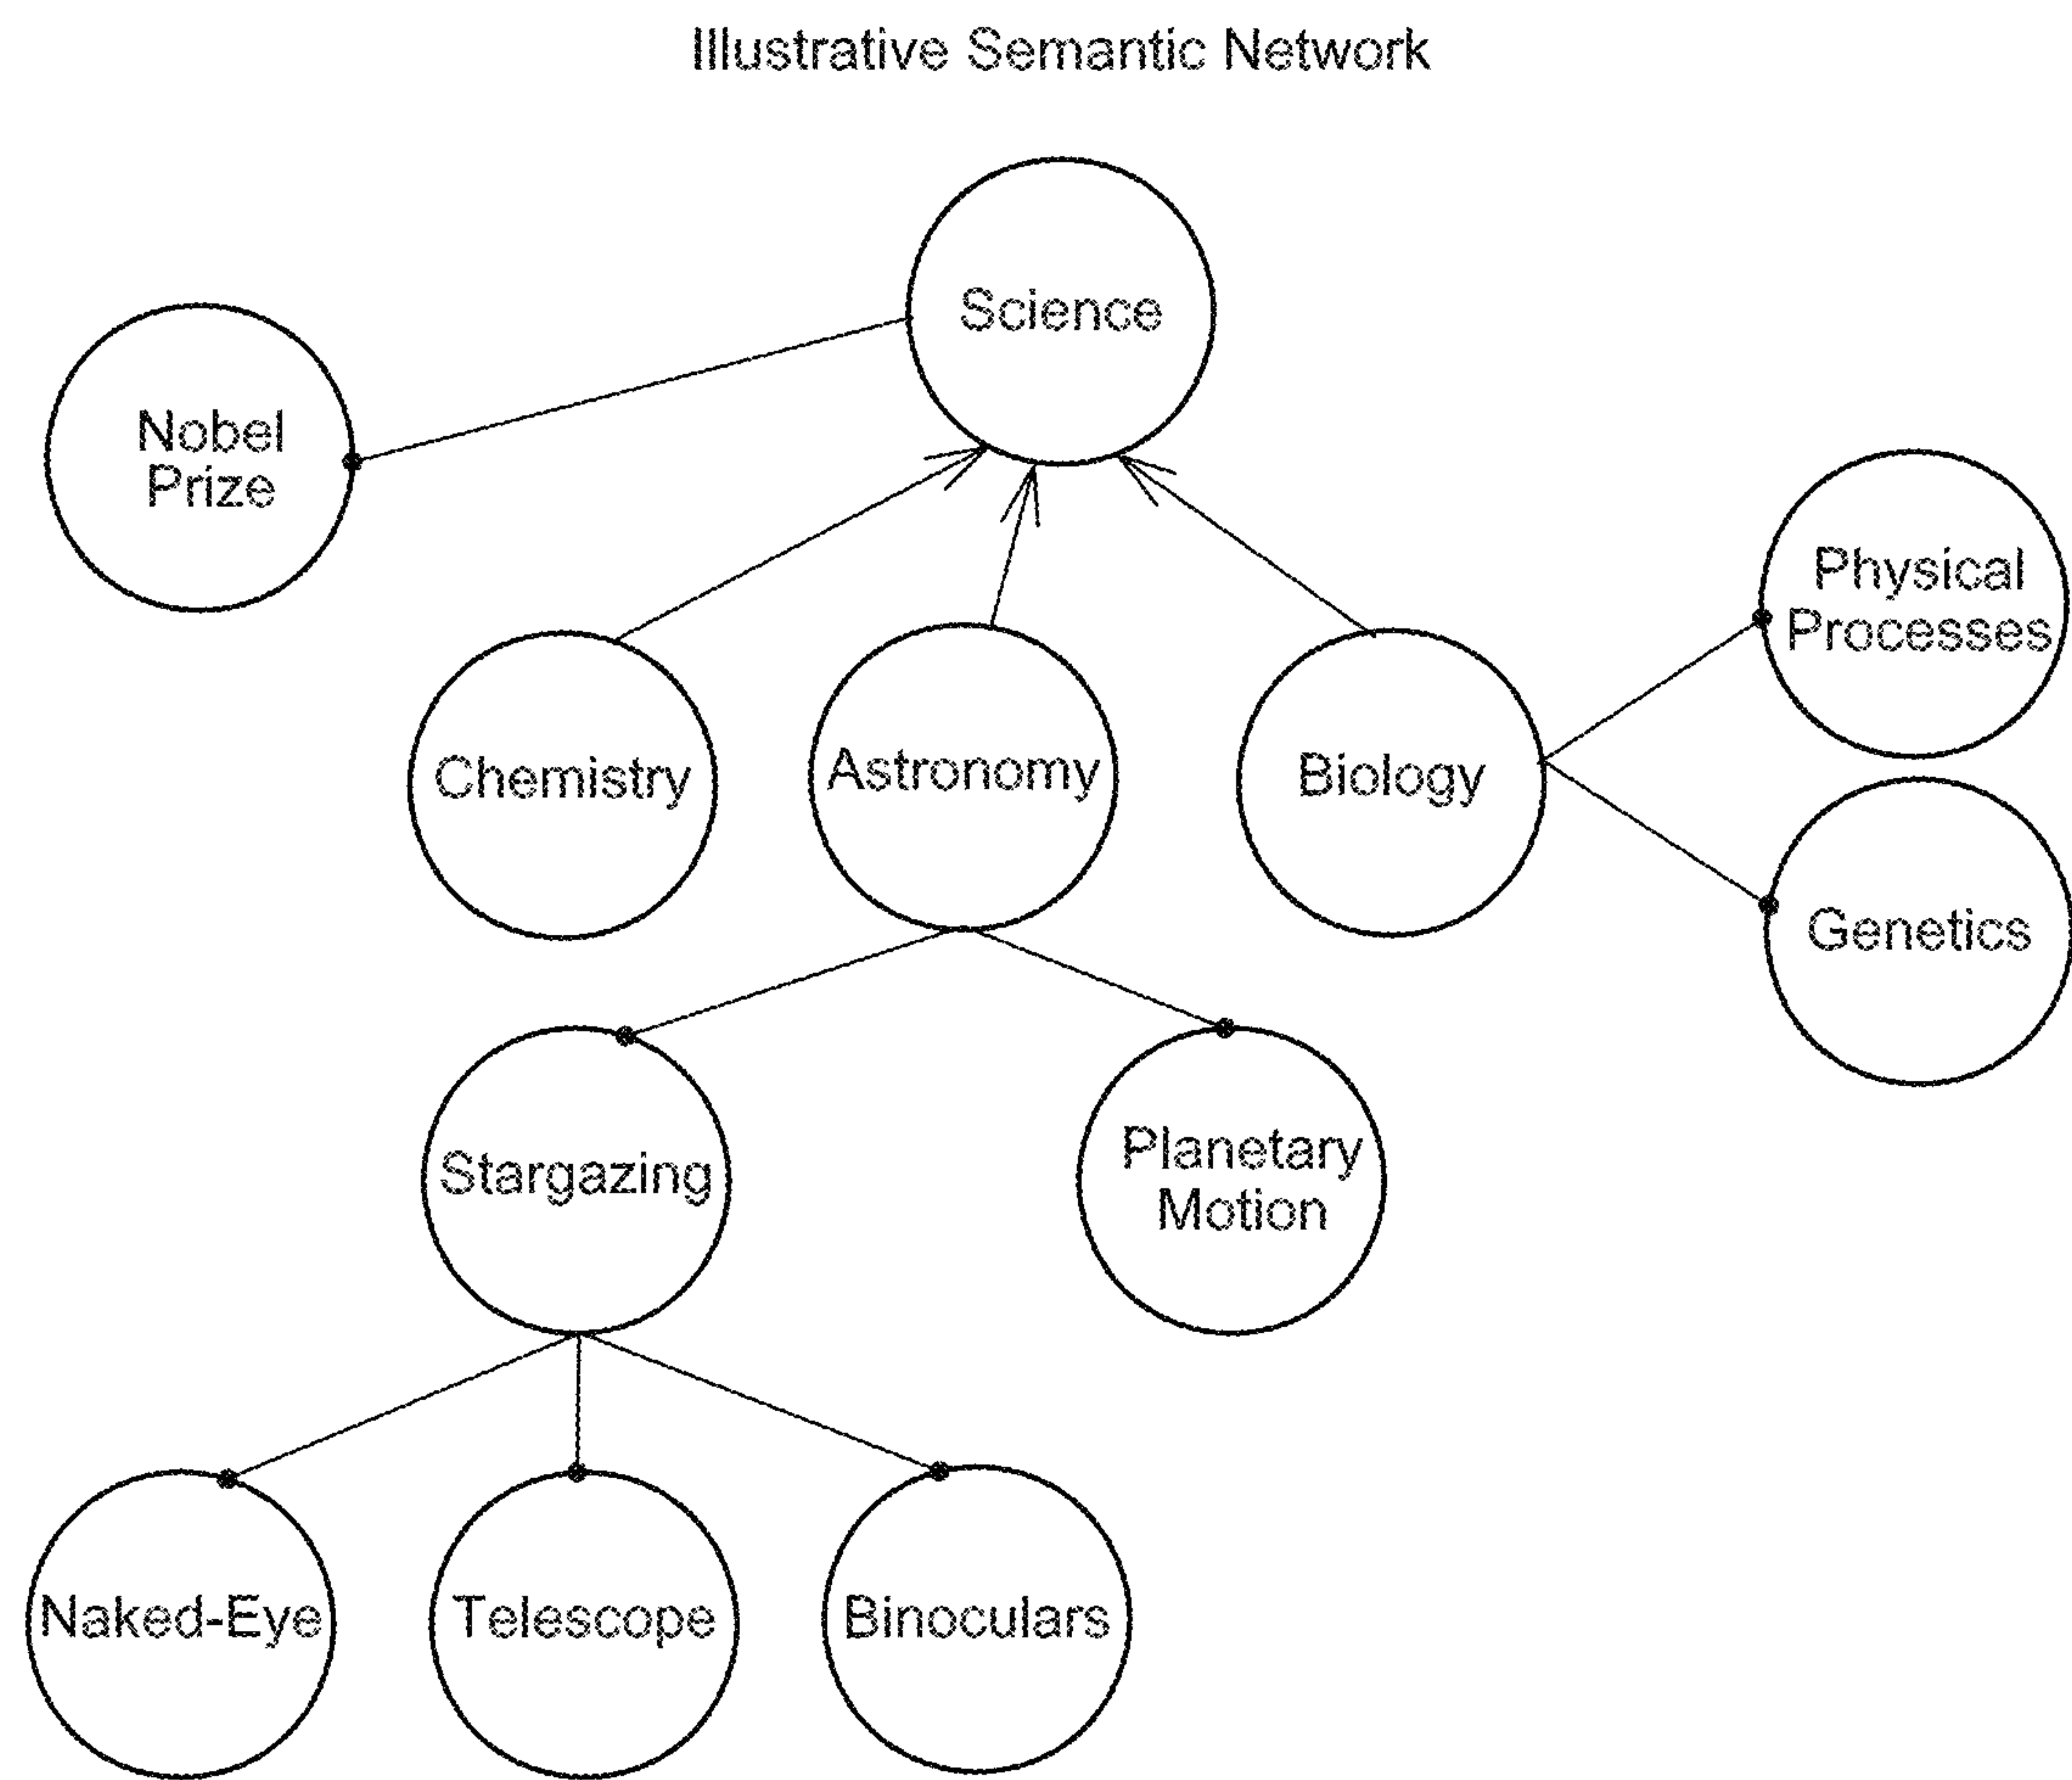 Illustrative Semantic Network
Science
Nobel
Prize
Physical
Processes
Chemistry
Astronomy
Biology
Genetics
Stargazing
Planetary
Motion
Naked-Eye
Telescope
Binoculars